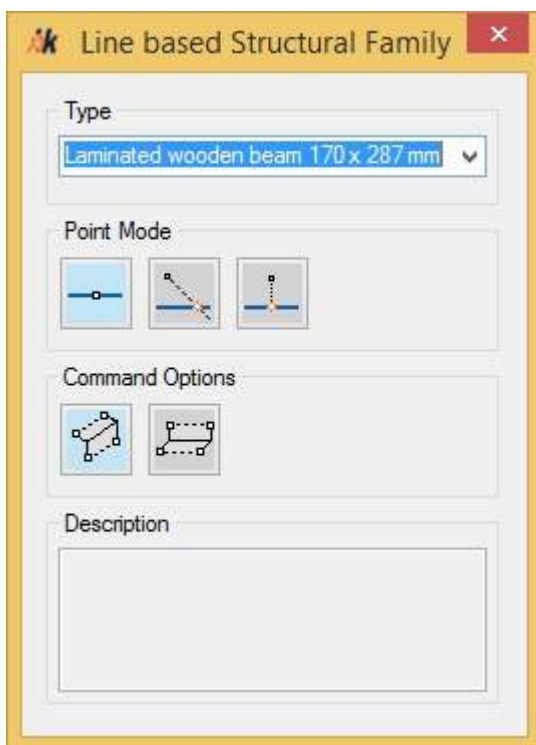 Line based Structural Family
Type
Laminated wooden beam 170 x 287 mm
Point Mode
Command Options
Description